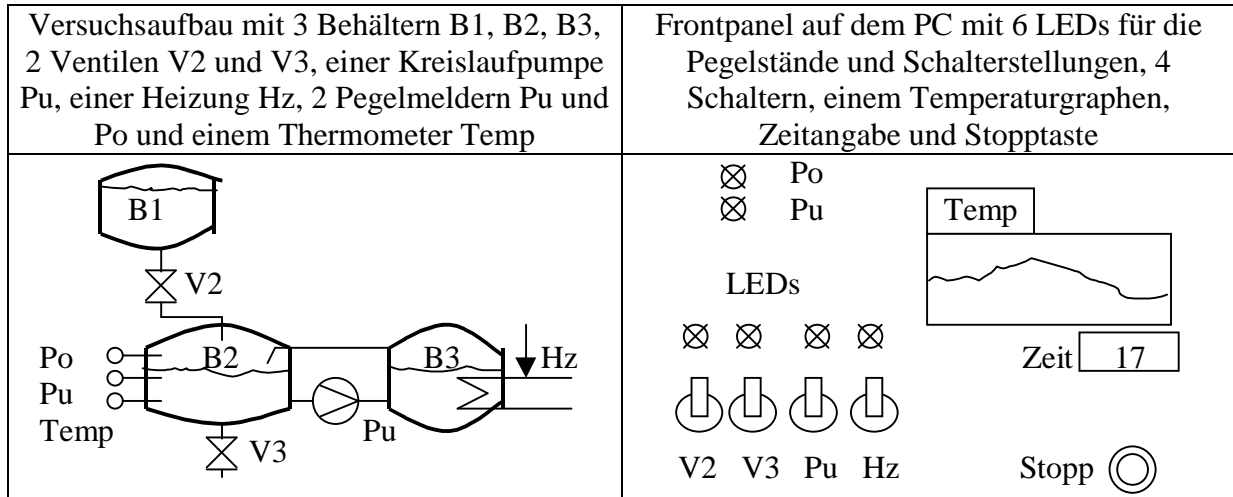 Versuchsaufbau mit 3 Behältern B1, B2, B3,
2 Ventilen V2 und V3, einer Kreislaufpumpe
Pu, einer Heizung Hz, 2 Pegelmeldern Pu und
Po und einem Thermometer Temp
Frontpanel auf dem PC mit 6 LEDs für die
Pegelstände und Schalterstellungen, 4
Schaltern, einem Temperaturgraphen,
Zeitangabe und Stopptaste
B1
V2
Po
B2
B3
Hz
Pu
Temp
Pu
V3
Po
Pu
Temp
LEDs
Zeit 17
V2 V3 Pu Hz
Stopp